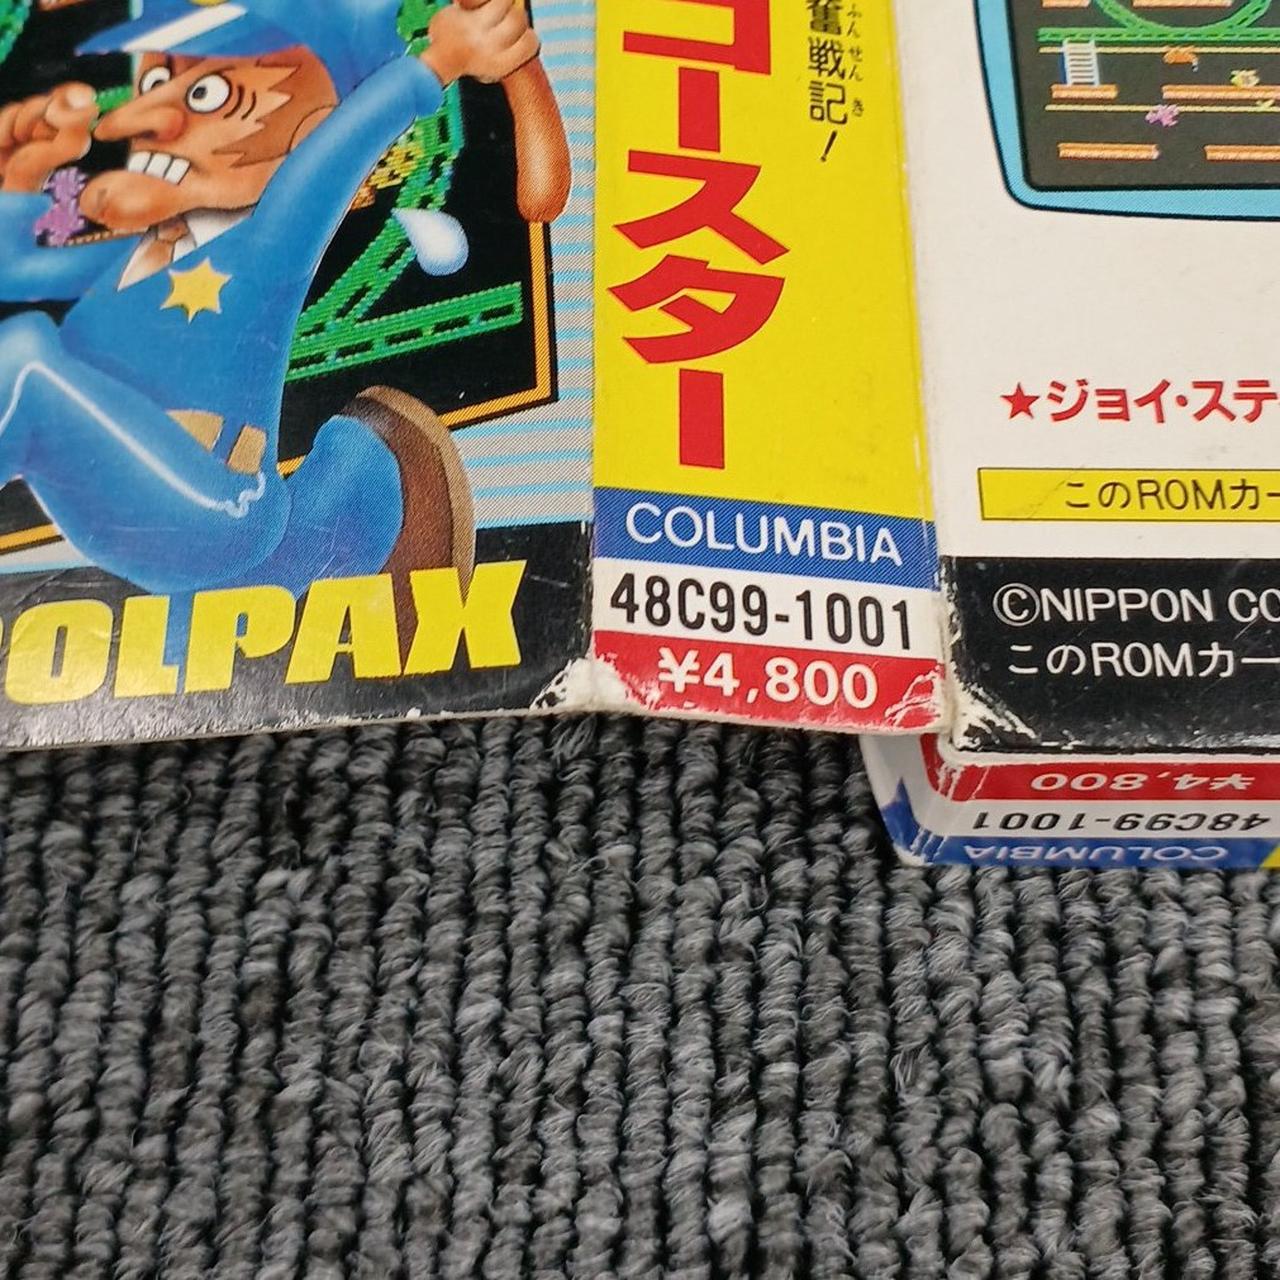 OLPAX
コースター
奮戦記!
ふんせんき
COLUMBIA
48C99-1001
¥4,800
★ジョイ・ステ
このROMカー
©NIPPON CO
このROMカー
¥4,800
48C99-1001
COLUMBIA